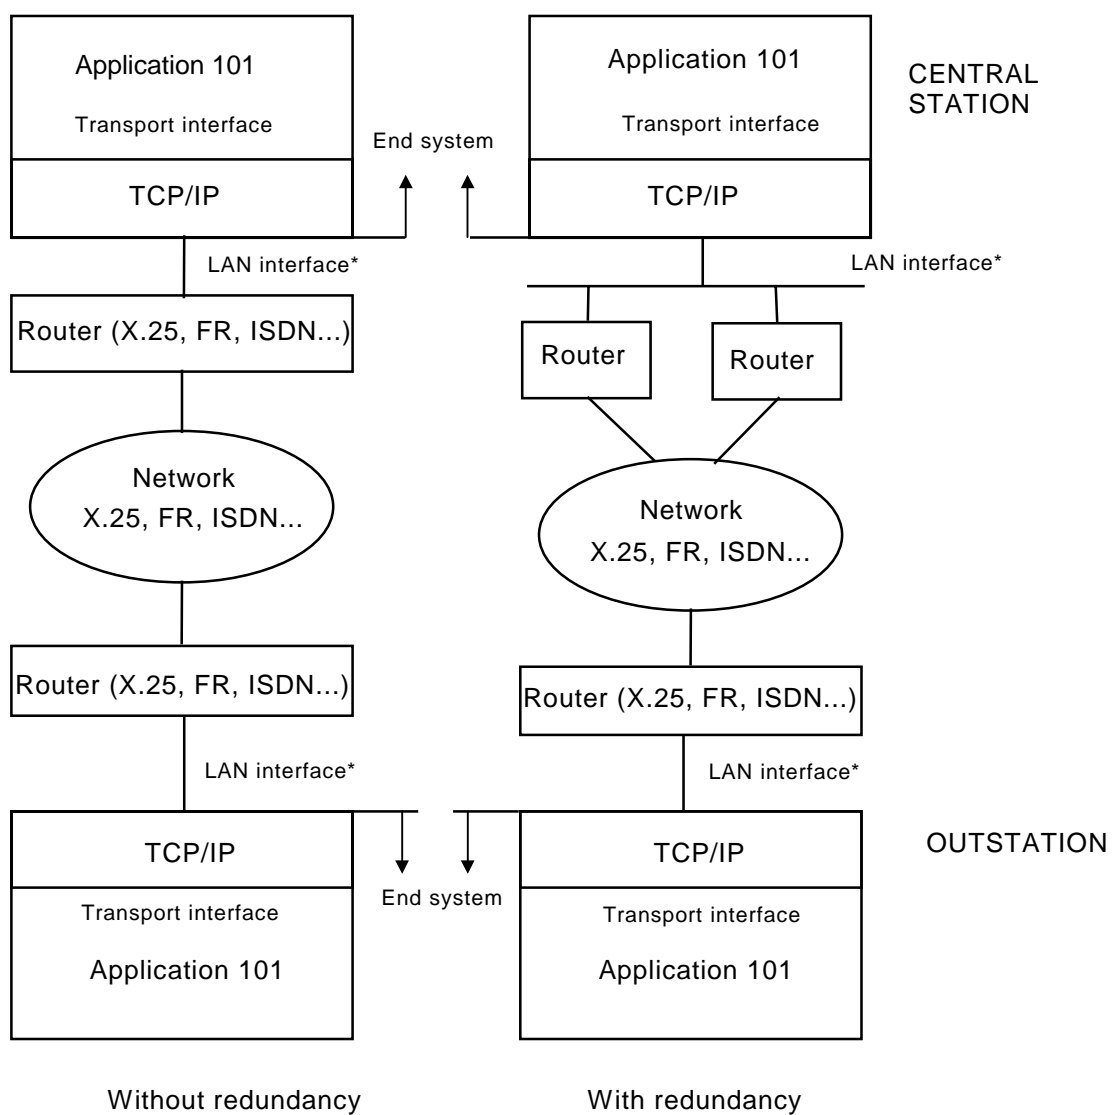 Application 101
Transport interface
TCP/IP
End system
Application 101
Transport interface
TCP/IP
CENTRAL
STATION
LAN interface*
LAN interface*
Router (X.25, FR, ISDN...)
Router
Router
Network
X.25, FR, ISDN...
Network
X.25, FR, ISDN...
Router (X.25, FR, ISDN...)
Router (X.25, FR, ISDN...)
LAN interface*
LAN interface*
TCP/IP
Transport interface
Application 101
End system
TCP/IP
Transport interface
Application 101
OUTSTATION
Without redundancy
With redundancy